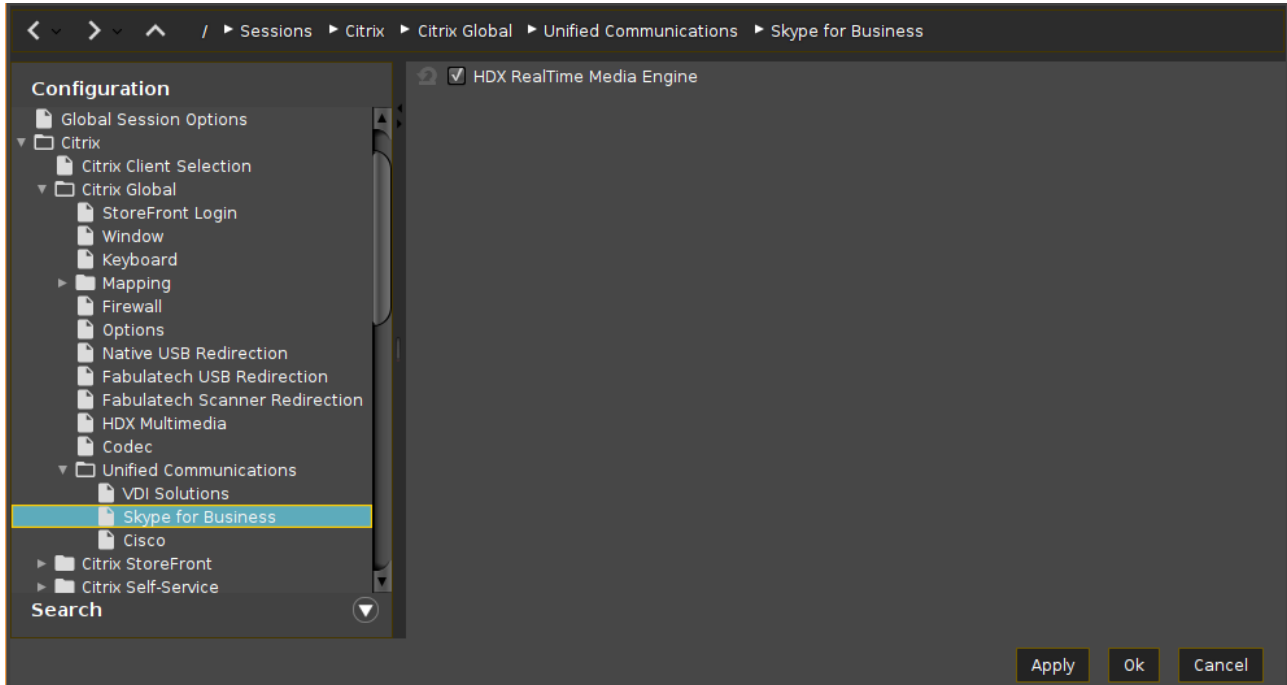 / Sessions Citrix Citrix Global Unified Communications Skype for Business
Configuration
Global Session Options
Citrix
Citrix Client Selection
Citrix Global
StoreFront Login
Window
Keyboard
Mapping
Firewall
Options
Native USB Redirection
Fabulatech USB Redirection
Fabulatech Scanner Redirection
HDX Multimedia
Codec
Unified Communications
VDI Solutions
Skype for Business
Cisco
Citrix StoreFront
Citrix Self-Service
Search
HDX RealTime Media Engine
Apply Ok Cancel